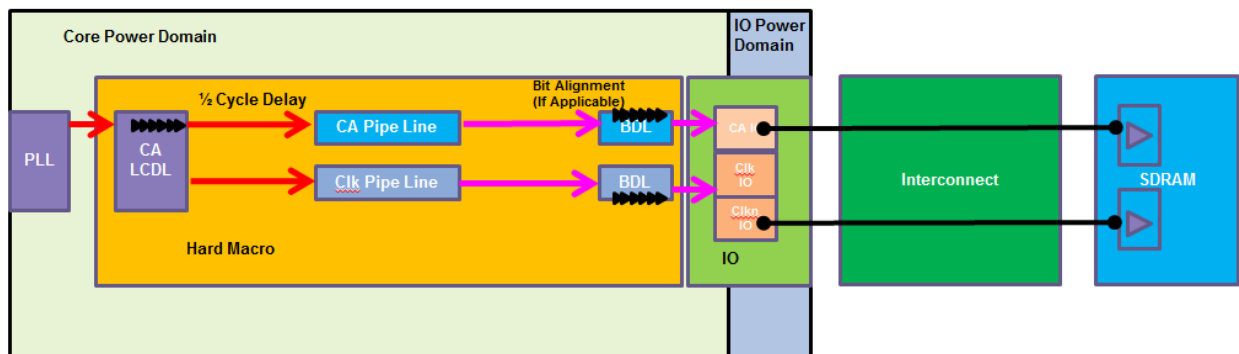 Core Power Domain
IO Power
Domain
½ Cycle Delay
Bit Alignment
(If Applicable)
PLL
CA
LCDL
CA Pipe Line
BDL
CA
Clk Pipe Line
BDL
Clk
IO
Clkn
IO
Interconnect
SDRAM
Hard Macro
IO